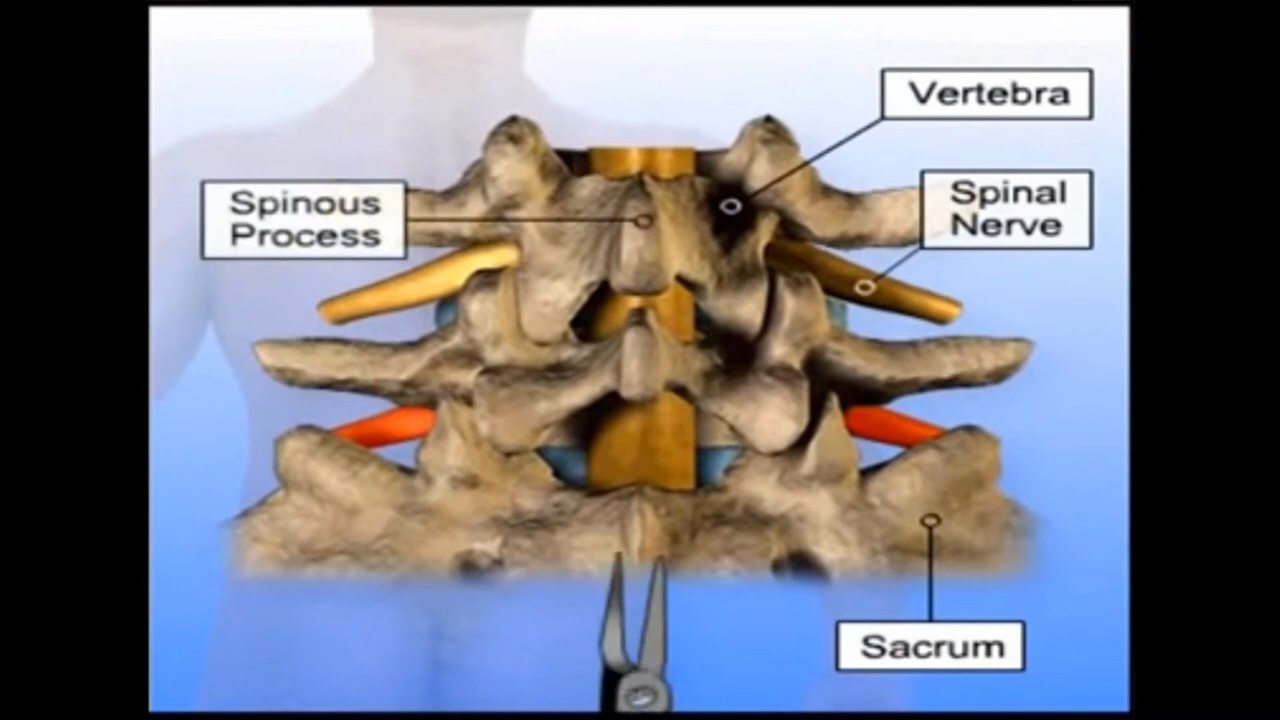 Vertebra
Spinous
Process
Spinal
Nerve
Sacrum